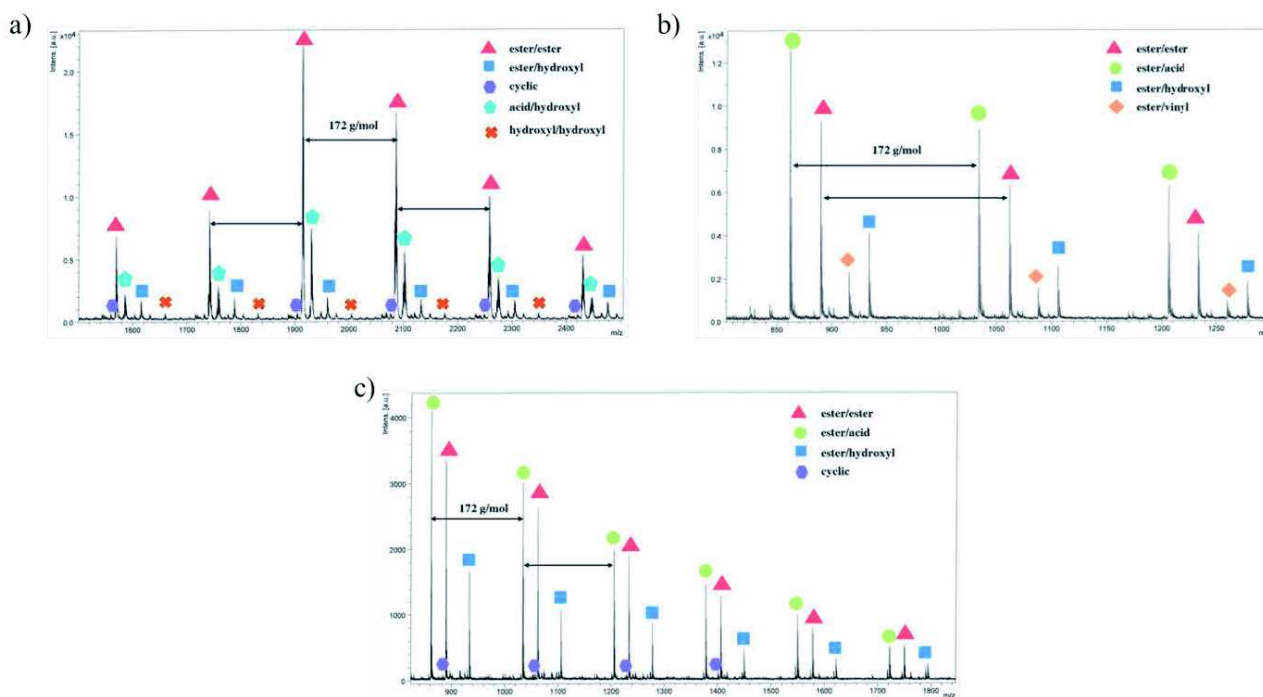 a)
Intens. [a.u.]
x10⁴
2.0
1.5
1.0
0.5
0.0
ester/ester
ester/hydroxyl
cyclic
acid/hydroxyl
hydroxyl/hydroxyl
172 g/mol
1600 1700 1800 1900 2000 2100 2200 2300 2400
m/z
b)
Intens. [a.u.]
x10⁴
1.2
1.0
0.8
0.6
0.4
0.2
0.0
ester/ester
ester/acid
ester/hydroxyl
ester/vinyl
172 g/mol
850 900 950 1000 1050 1100 1150 1200 1250
m/z
c)
Intens. [a.u.]
4000
3000
2000
1000
0
ester/ester
ester/acid
ester/hydroxyl
cyclic
172 g/mol
900 1000 1100 1200 1300 1400 1500 1600 1700 1800
m/z